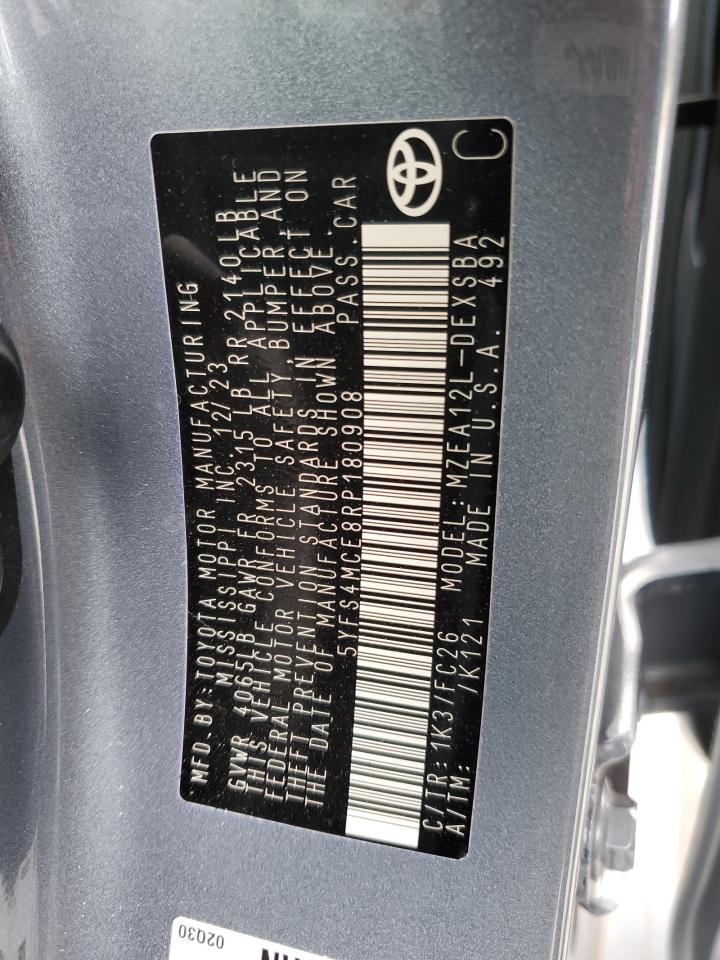 MFD.BY:TOYOTA MOTOR MANUFACTURING
MISSISSIPPI INC. 12/23
GVWR 4065LB GAWR FR 2315 LB RR 2140LB
THIS VEHICLE CONFORMS TO ALL APPLICABLE
FEDERAL MOTOR VEHICLE SAFETY BUMPER,AND
THEFT PREVENTION STANDARDS IN EFFECT ON
THE DATE OF MANUFACTURE SHOWN ABOVE.
5YFS4MCE8RP180908 PASS.CAR
C/TR:1K3/FC26 MODEL:MZEA12L-DEXSBA
A/TM: /K121 MADE IN U.S.A. 492
C
02Q30